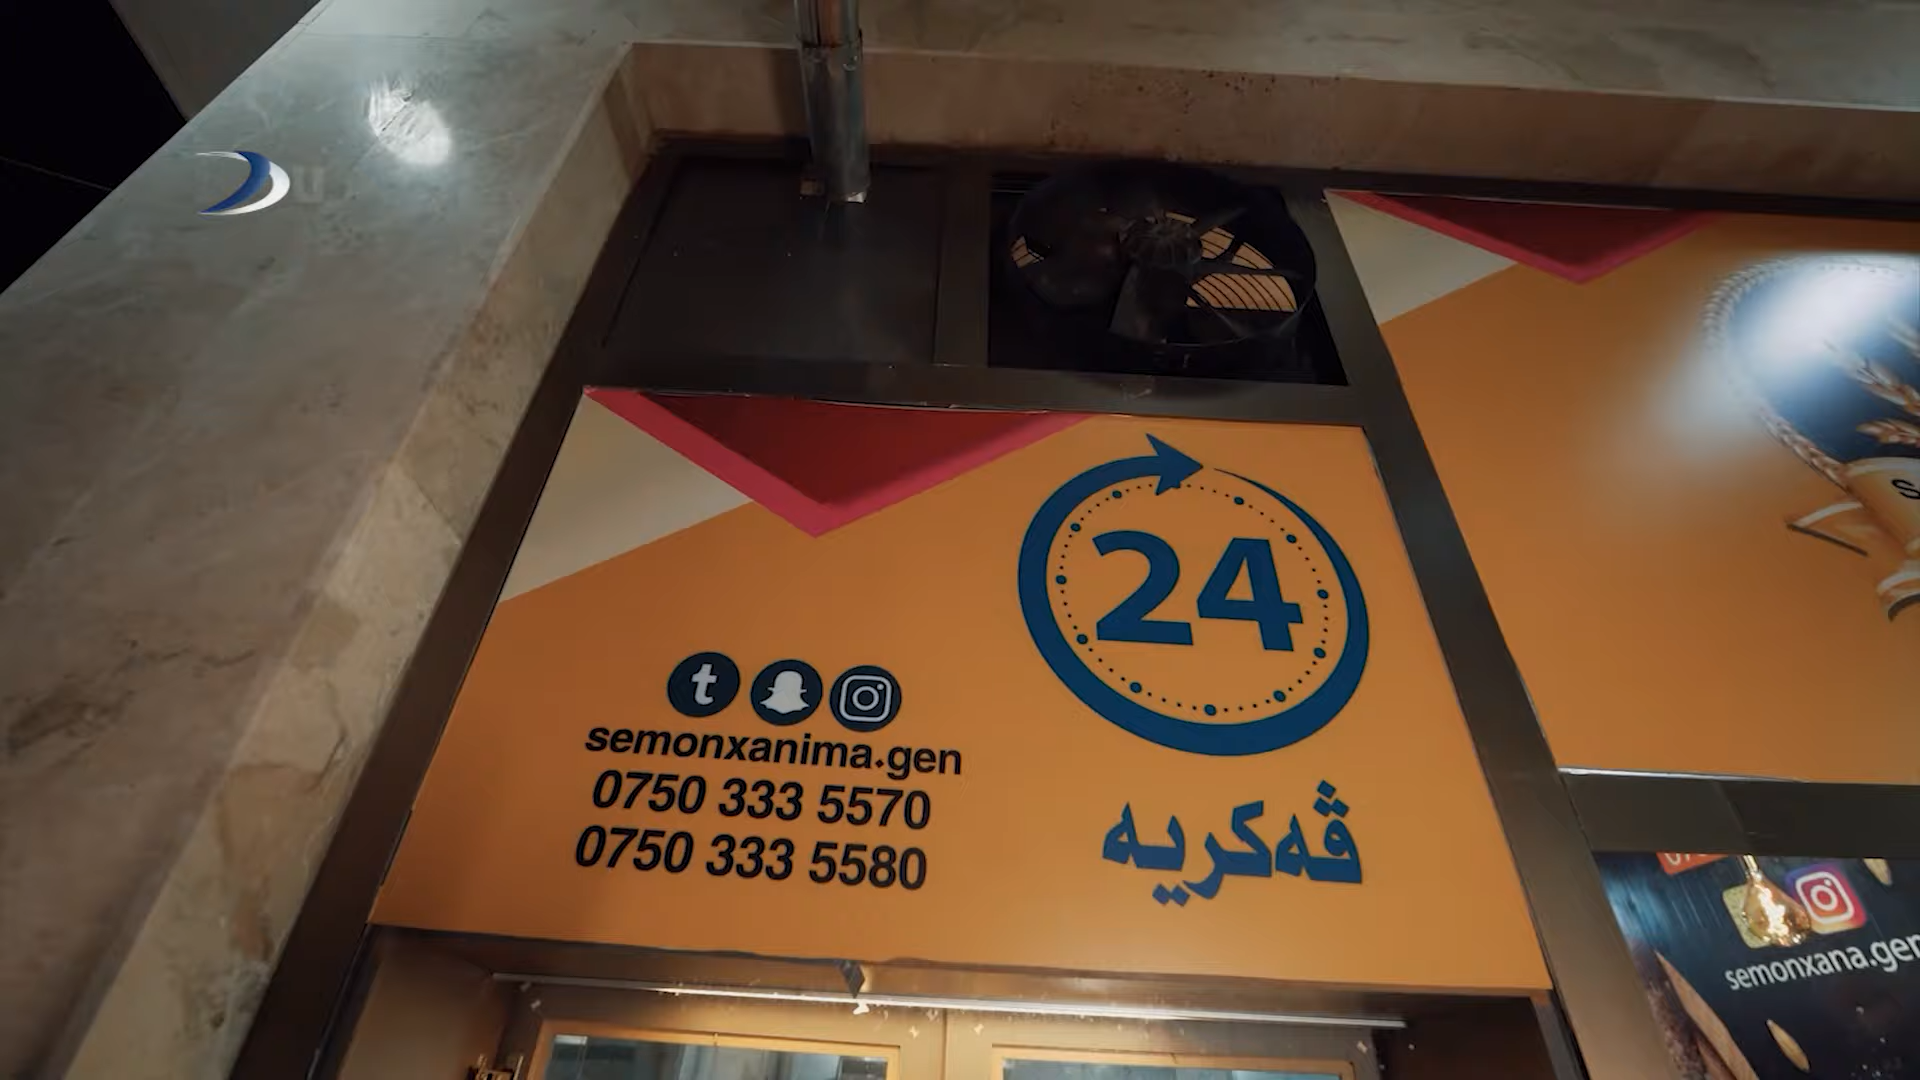 24
semonxanima.gen
0750 333 5570
0750 333 5580
ڤەکریە
semonxana.gen